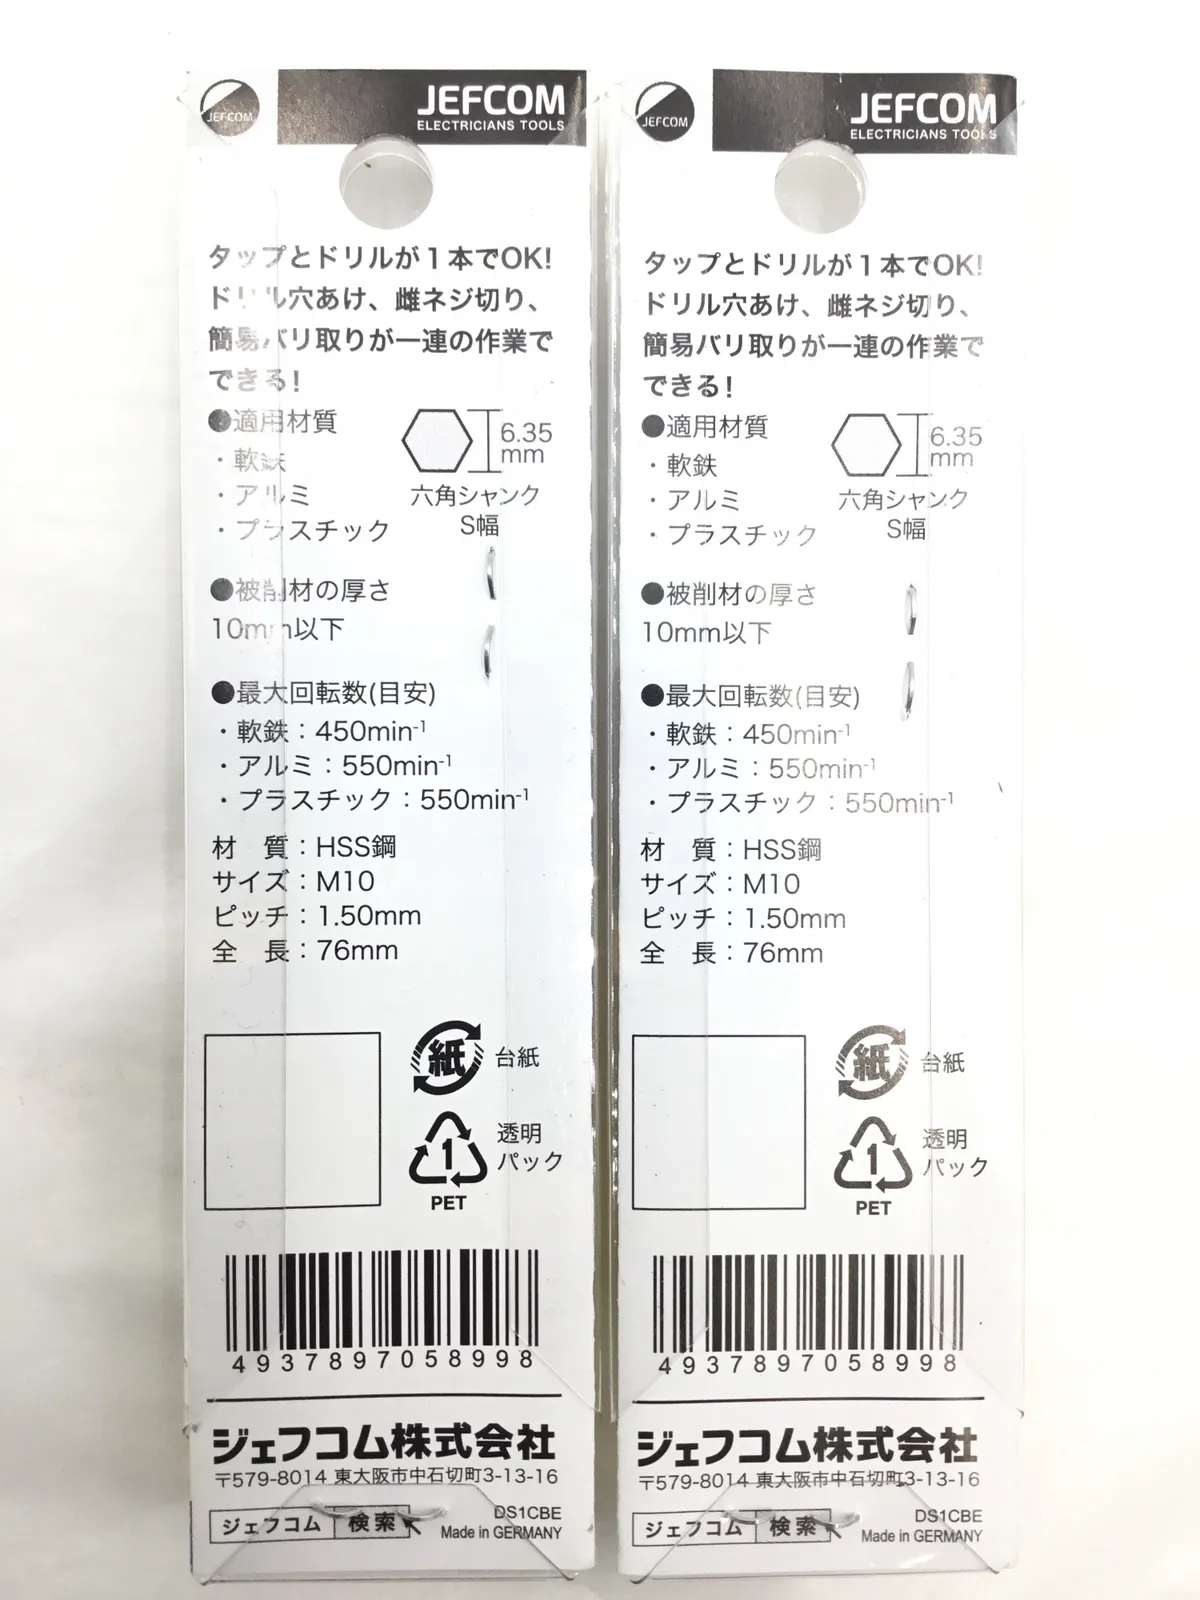 JEFCOM
JEFCOM
ELECTRICIANS TOOLS
タップとドリルが1本でOK!
ドリル穴あけ、雌ネジ切り、
簡易バリ取りが一連の作業で
できる!
●適用材質
・軟鉄
・アルミ
・プラスチック
6.35
mm
六角シャンク
S幅
●被削材の厚さ
10mm以下
●最大回転数(目安)
・軟鉄:450min-1
・アルミ:550min-1
・プラスチック:550min-1
材 質:HSS鋼
サイズ:M10
ピッチ:1.50mm
全 長:76mm
紙
台紙
1
PET
透明
パック
4937897058998
ジェフコム株式会社
〒579-8014 東大阪市中石切町3-13-16
ジェフコム 検索
DS1CBE
Made in GERMANY
JEFCOM
JEFCOM
ELECTRICIANS TOOLS
タップとドリルが1本でOK!
ドリル穴あけ、雌ネジ切り、
簡易バリ取りが一連の作業で
できる!
●適用材質
・軟鉄
・アルミ
・プラスチック
6.35
mm
六角シャンク
S幅
●被削材の厚さ
10mm以下
●最大回転数(目安)
・軟鉄:450min-1
・アルミ:550min-1
・プラスチック:550min-1
材 質:HSS鋼
サイズ:M10
ピッチ:1.50mm
全 長:76mm
紙
台紙
1
PET
透明
パック
4937897058998
ジェフコム株式会社
〒579-8014 東大阪市中石切町3-13-16
ジェフコム 検索
DS1CBE
Made in GERMANY